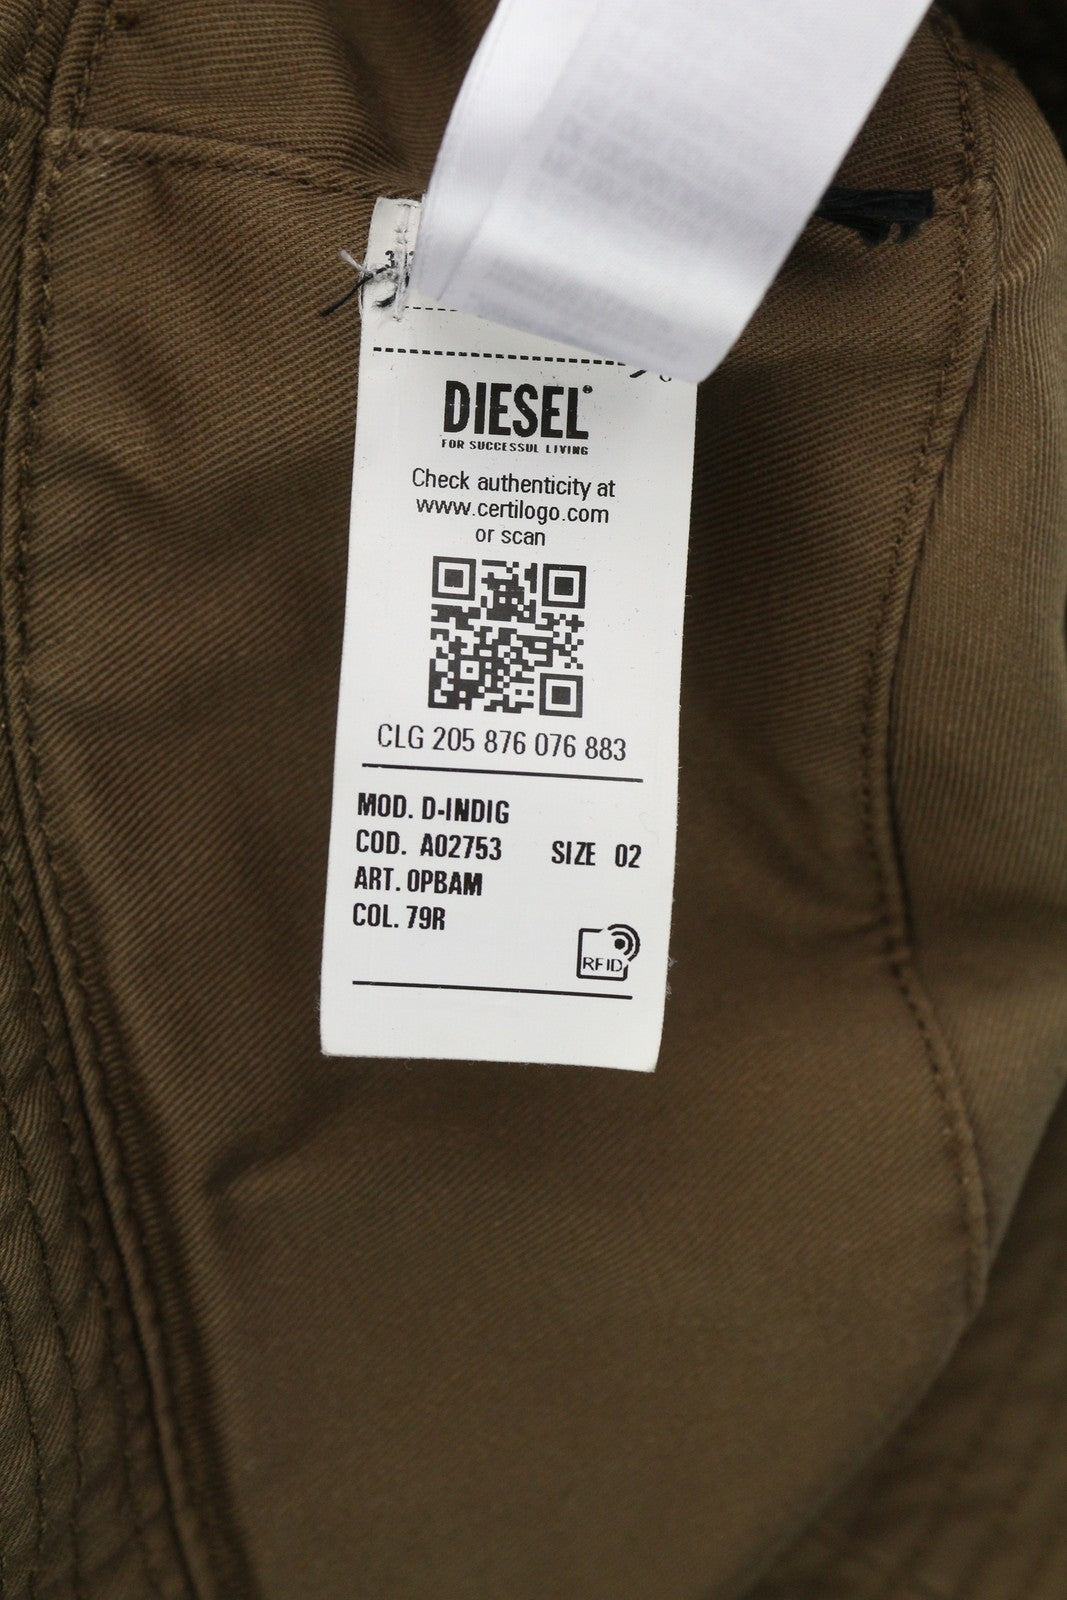 DIESEL®
FOR SUCCESSUL LIVING
Check authenticity at
www.certilogo.com
or scan
CLG 205 876 076 883
MOD. D-INDIG
COD. A02753 SIZE 02
ART. 0PBAM
COL. 79R
RFID